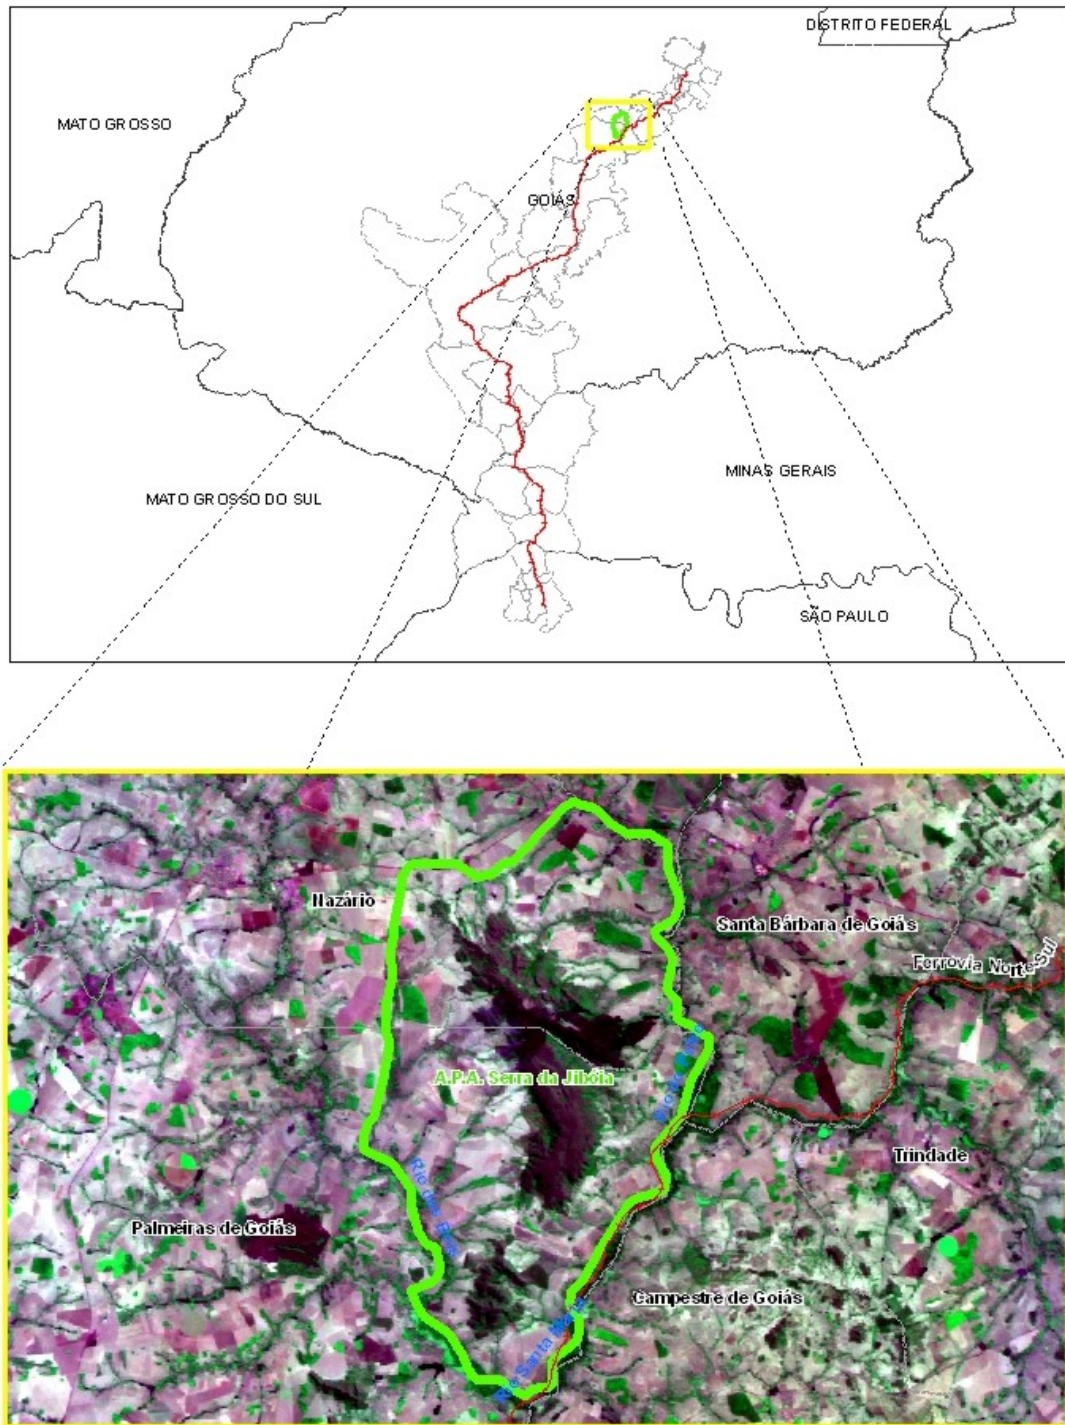 DISTRITO FEDERAL
MATO GROSSO
GOIÁS
MINAS GERAIS
MATO GROSSO DO SUL
SÃO PAULO
Nazário
Santa Bárbara de Goiás
Ferrovia Norte-Sul
A.P.A. Serra da Jibóia
Trindade
Rio dos
Palmeiras de Goiás
Campestre de Goiás
Rio Santa Maria